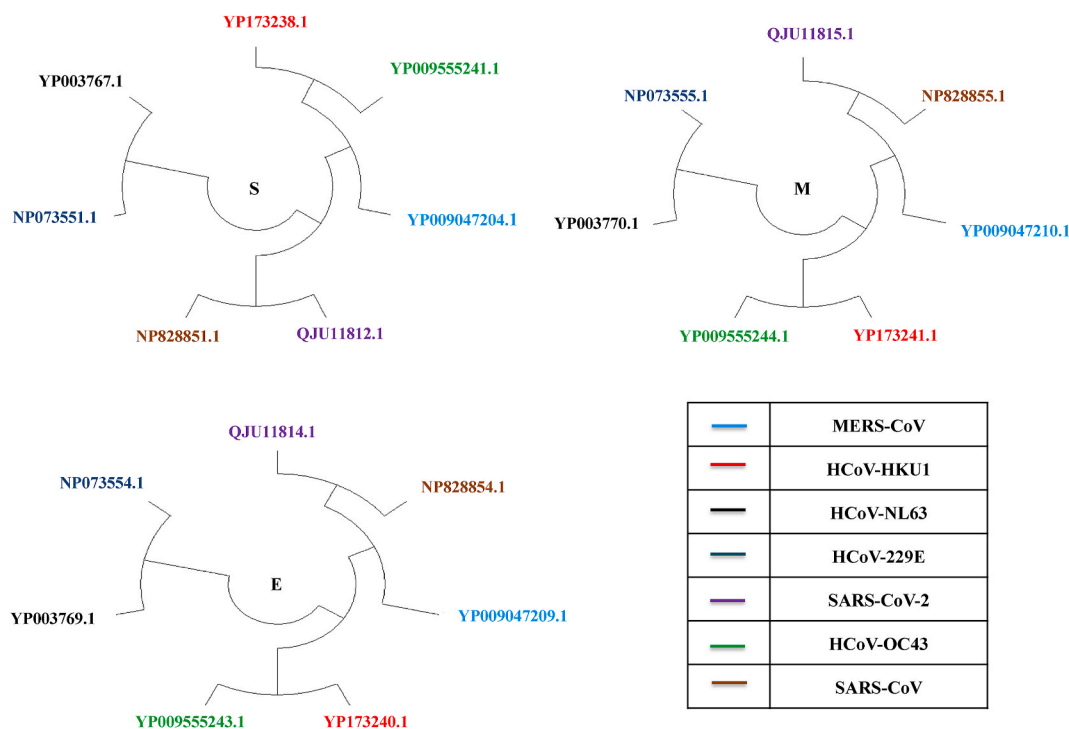 YP173238.1
YP009555241.1
YP003767.1
S
NP073551.1
YP009047204.1
NP828851.1
QJU11812.1
QJU11815.1
NP073555.1
NP828855.1
M
YP003770.1
YP009047210.1
YP009555244.1
YP173241.1
QJU11814.1
NP073554.1
NP828854.1
E
YP003769.1
YP009047209.1
YP009555243.1
YP173240.1
MERS-CoV
HCoV-HKU1
HCoV-NL63
HCoV-229E
SARS-CoV-2
HCoV-OC43
SARS-CoV